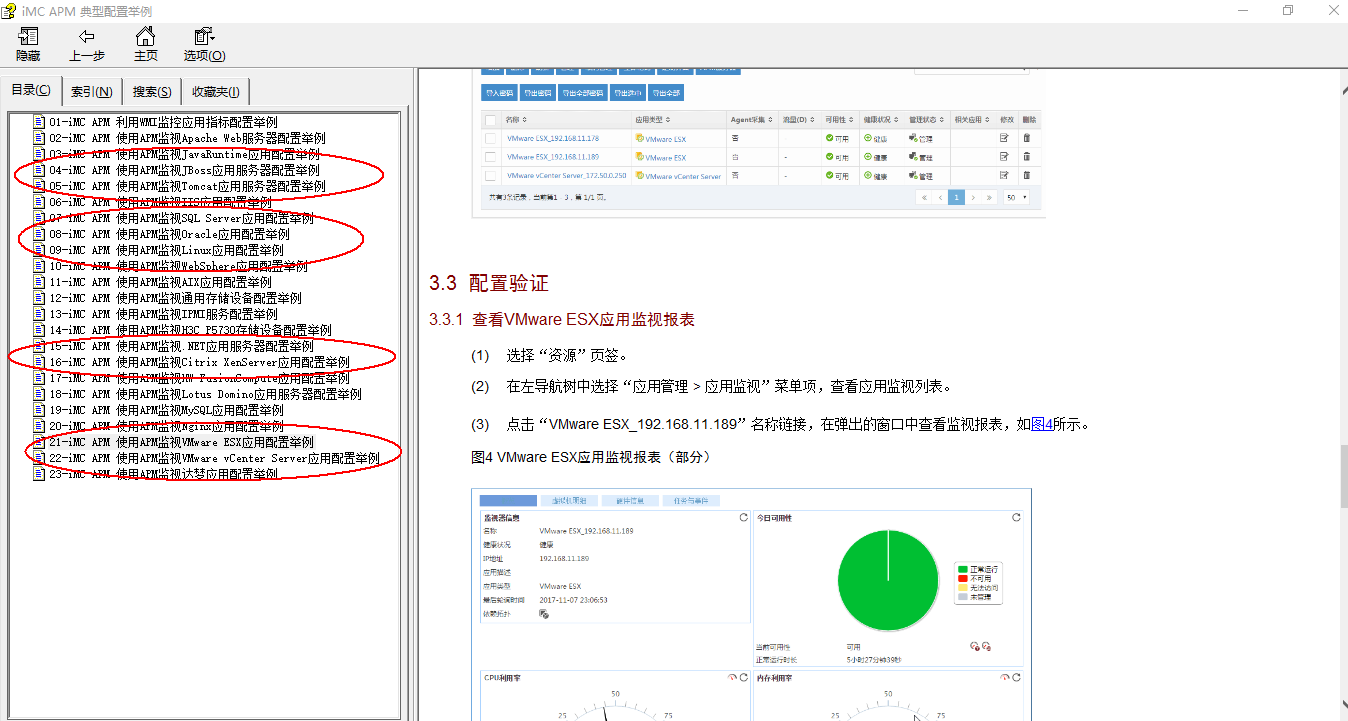 iMC APM 典型配置举例
隐藏 上一步 主页 选项(O)
目录(C) 索引(N) 搜索(S) 收藏夹(I)
01-iMC APM 利用WMI监控应用指标配置举例
02-iMC APM 使用APM监视Apache Web服务器配置举例
03-iMC APM 使用APM监视JavaRuntime应用配置举例
04-iMC APM 使用APM监视JBoss应用服务器配置举例
05-iMC APM 使用APM监视Tomcat应用服务器配置举例
06-iMC APM 使用APM监视IIS应用配置举例
07-iMC APM 使用APM监视SQL Server应用配置举例
08-iMC APM 使用APM监视Oracle应用配置举例
09-iMC APM 使用APM监视Linux应用配置举例
10-iMC APM 使用APM监视WebSphere应用配置举例
11-iMC APM 使用APM监视AIX应用配置举例
12-iMC APM 使用APM监视通用存储设备配置举例
13-iMC APM 使用APM监视IPMI服务配置举例
14-iMC APM 使用APM监视H3C P5730存储设备配置举例
15-iMC APM 使用APM监视.NET应用服务器配置举例
16-iMC APM 使用APM监视Citrix XenServer应用配置举例
17-iMC APM 使用APM监视HW FusionCompute应用配置举例
18-iMC APM 使用APM监视Lotus Domino应用服务器配置举例
19-iMC APM 使用APM监视MySQL应用配置举例
20-iMC APM 使用APM监视Nginx应用配置举例
21-iMC APM 使用APM监视VMware ESX应用配置举例
22-iMC APM 使用APM监视VMware vCenter Server应用配置举例
23-iMC APM 使用APM监视达梦应用配置举例
导入密码 导出密码 导出全部密码 导出选中 导出全部
名称 应用类型 Agent采集 流量(D) 可用性 健康状况 管理状态 相关应用 修改 删除
VMware ESX_192.168.11.178 VMware ESX 否 可用 健康 管理
VMware ESX_192.168.11.189 VMware ESX 否 - 可用 健康 管理
VMware vCenter Server_172.50.0.250 VMware vCenter Server 否 - 可用 健康 管理
共有3条记录，当前第1 - 3，第 1/1 页。 « ‹ 1 › » 50
3.3 配置验证
3.3.1 查看VMware ESX应用监视报表
(1) 选择“资源”页签。
(2) 在左导航树中选择“应用管理 > 应用监视”菜单项，查看应用监视列表。
(3) 点击“VMware ESX_192.168.11.189”名称链接，在弹出的窗口中查看监视报表，如图4所示。
图4 VMware ESX应用监视报表（部分）
虚拟机明细 硬件信息 任务与事件
监视器信息
名称 VMware ESX_192.168.11.189
健康状况 健康
IP地址 192.168.11.189
应用描述
应用类型 VMware ESX
最后轮询时间 2017-11-07 23:06:53
依赖拓扑
今日可用性
正常运行
不可用
无法访问
未管理
当前可用性 可用
正常运行时长 5小时27分钟39秒
CPU利用率
25 50 75
内存利用率
25 50 75